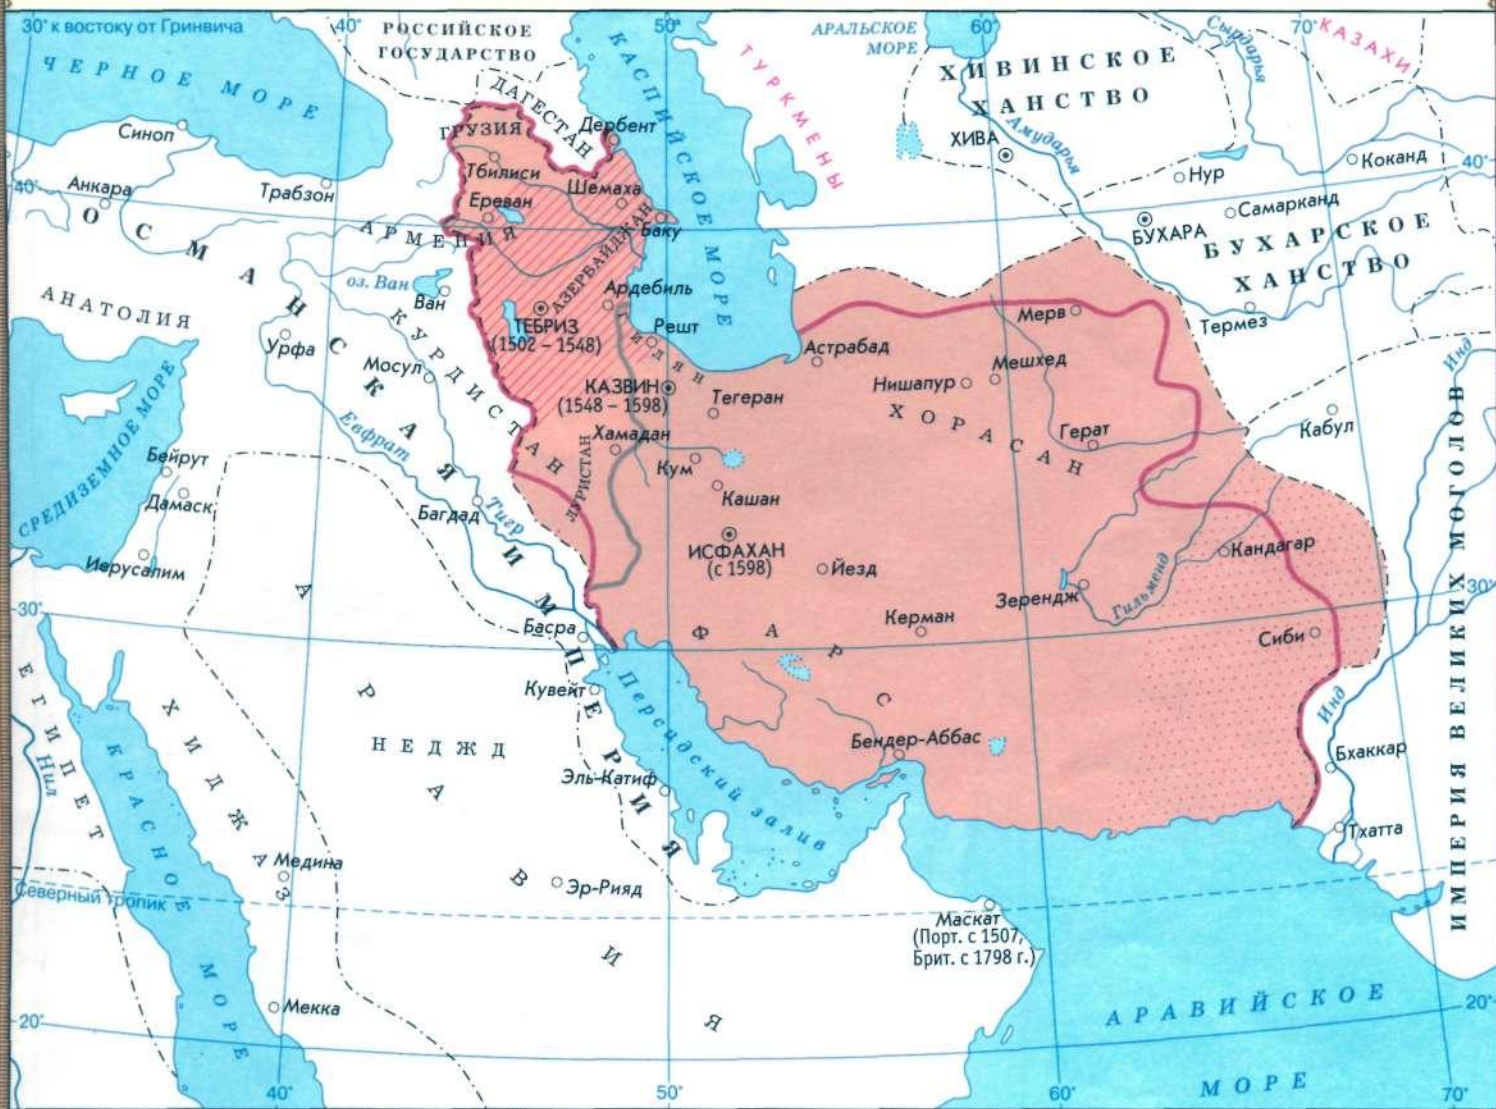 30° к востоку от Гринвича
40°
РОССИЙСКОЕ
ГОСУДАРСТВО
50°
АРАЛЬСКОЕ
МОРЕ
60°
70°
КАЗАХИ
Сырдарья
ЧЕРНОЕ МОРЕ
КАСПИЙСКОЕ МОРЕ
ТУРКМЕНЫ
ХИВИНСКОЕ
ХАНСТВО
ХИВА
Амударья
ДАГЕСТАН
Дербент
ГРУЗИЯ
Синоп
Тбилиси
Шемаха
Коканд
40°
Нур
40°
Анкара
Трабзон
Ереван
Баку
Самарканд
БУХАРА
БУХАРСКОЕ
ХАНСТВО
ОСМАНСКАЯ ИМПЕРИЯ
АРМЕНИЯ
АЗЕРБАЙДЖАН
оз. Ван
Ван
Ардебиль
АНАТОЛИЯ
КУРДИСТАН
ТЕБРИЗ
(1502 – 1548)
Решт
Гилян
Мерв
Термез
Инд
Урфа
Мосул
Астрабад
Мешхед
Нишапур
КАЗВИН
(1548 – 1598)
Тегеран
ХОРАСАН
Герат
Кабул
СРЕДИЗЕМНОЕ МОРЕ
Евфрат
Хамадан
ЛУРИСТАН
Кум
Кашан
Бейрут
Дамаск
Багдад
Тигр
ИСФАХАН
(с 1598)
Йезд
Кандагар
Иерусалим
Зерендж
Гильменд
30°
30°
Басра
ФАРС
Керман
Сиби
ИМПЕРИЯ ВЕЛИКИХ МОГОЛОВ
ЕГИПЕТ
Нил
КРАСНОЕ МОРЕ
ХИДЖАЗ
АРАВИЯ
НЕДЖД
Кувейт
Персидский залив
Бендер-Аббас
Инд
Бхаккар
Эль-Катиф
Тхатта
Медина
Эр-Рияд
Северный тропик
Маскат
(Порт. с 1507,
Брит. с 1798 г.)
Мекка
АРАВИЙСКОЕ
МОРЕ
20°
20°
40°
50°
60°
70°